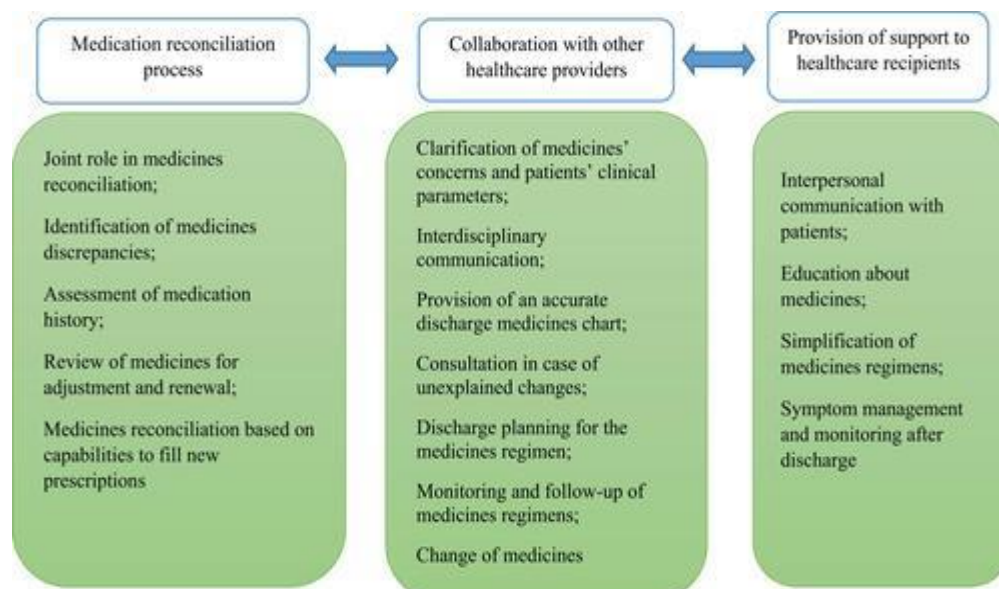 Medication reconciliation
process
Collaboration with other
healthcare providers
Provision of support to
healthcare recipients
Joint role in medicines
reconciliation;
Identification of medicines
discrepancies;
Assessment of medication
history;
Review of medicines for
adjustment and renewal;
Medicines reconciliation based on
capabilities to fill new
prescriptions
Clarification of medicines’
concerns and patients’ clinical
parameters;
Interdisciplinary
communication;
Provision of an accurate
discharge medicines chart;
Consultation in case of
unexplained changes;
Discharge planning for the
medicines regimen;
Monitoring and follow-up of
medicines regimens;
Change of medicines
Interpersonal
communication with
patients;
Education about
medicines;
Simplification of
medicines regimens;
Symptom management
and monitoring after
discharge